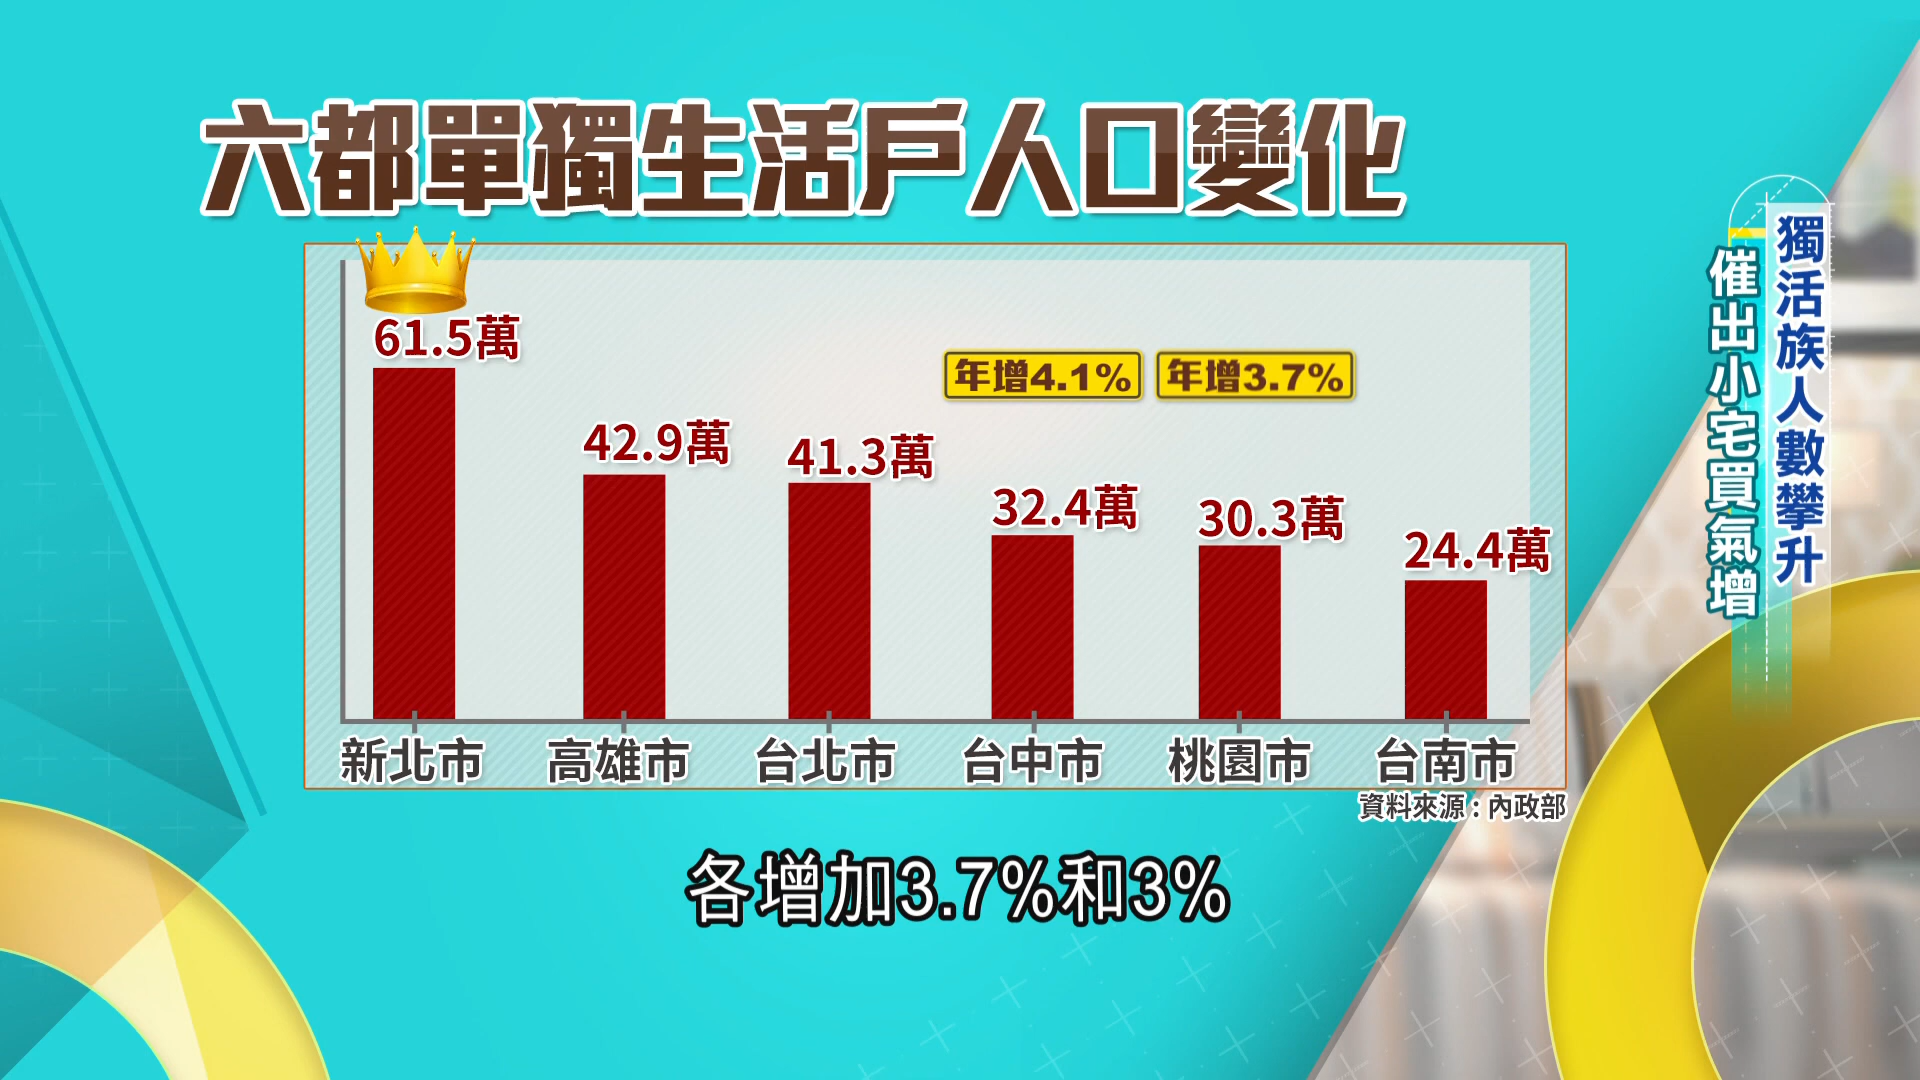 六都單獨生活戶人口變化
61.5萬
42.9萬
41.3萬
32.4萬
30.3萬
24.4萬
年增4.1%
年增3.7%
新北市
高雄市
台北市
台中市
桃園市
台南市
資料來源：內政部
各增加3.7%和3%
獨活族人數攀升
催出小宅買氣增